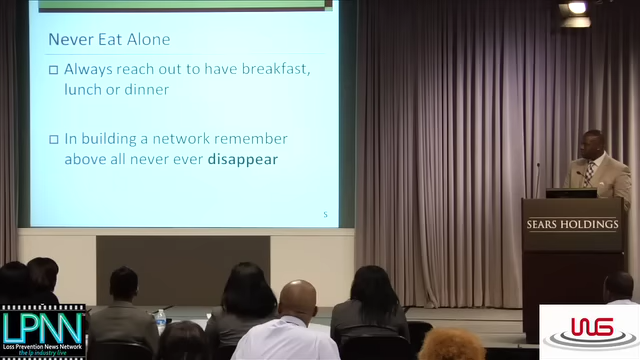 Never Eat Alone
Always reach out to have breakfast,
lunch or dinner
In building a network remember
above all never ever disappear
5
SEARS HOLDINGS
LPNN
Loss Prevention News Network
the lp industry live